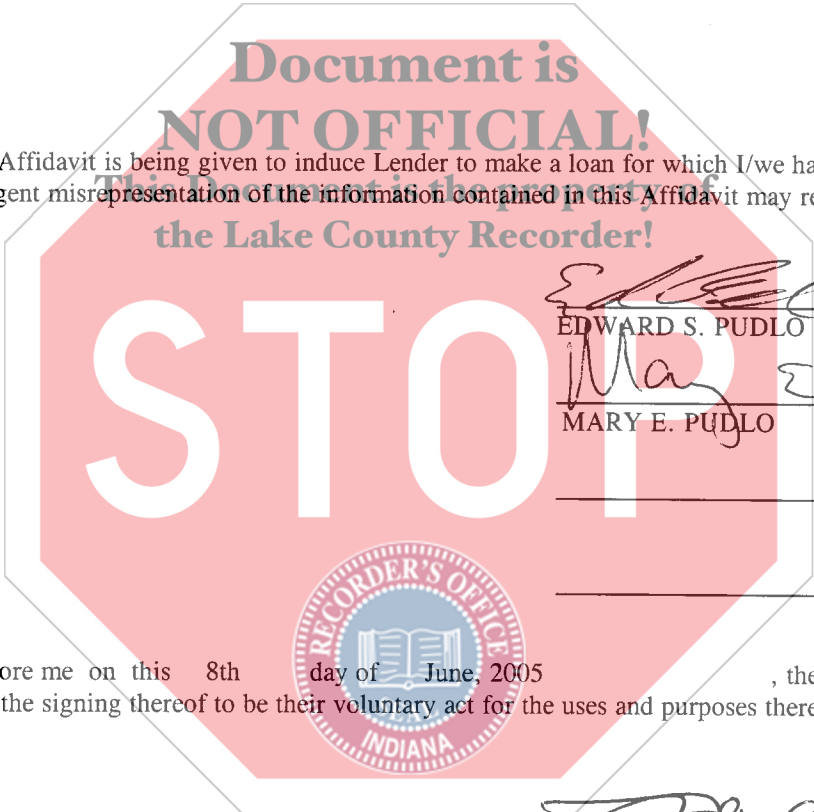 Document is
NOT OFFICIAL!
Affidavit is being given to induce Lender to make a loan for which I/we ha
This Document is the property of
gent misrepresentation of the information contained in this Affidavit may re
the Lake County Recorder!
STOP
EDWARD S. PUDLO
Mary E
MARY E. PUDLO
RECORDER'S OFFICE
ore me on this 8th day of June, 2005 , the
the signing thereof to be their voluntary act for the uses and purposes there
INDIANA